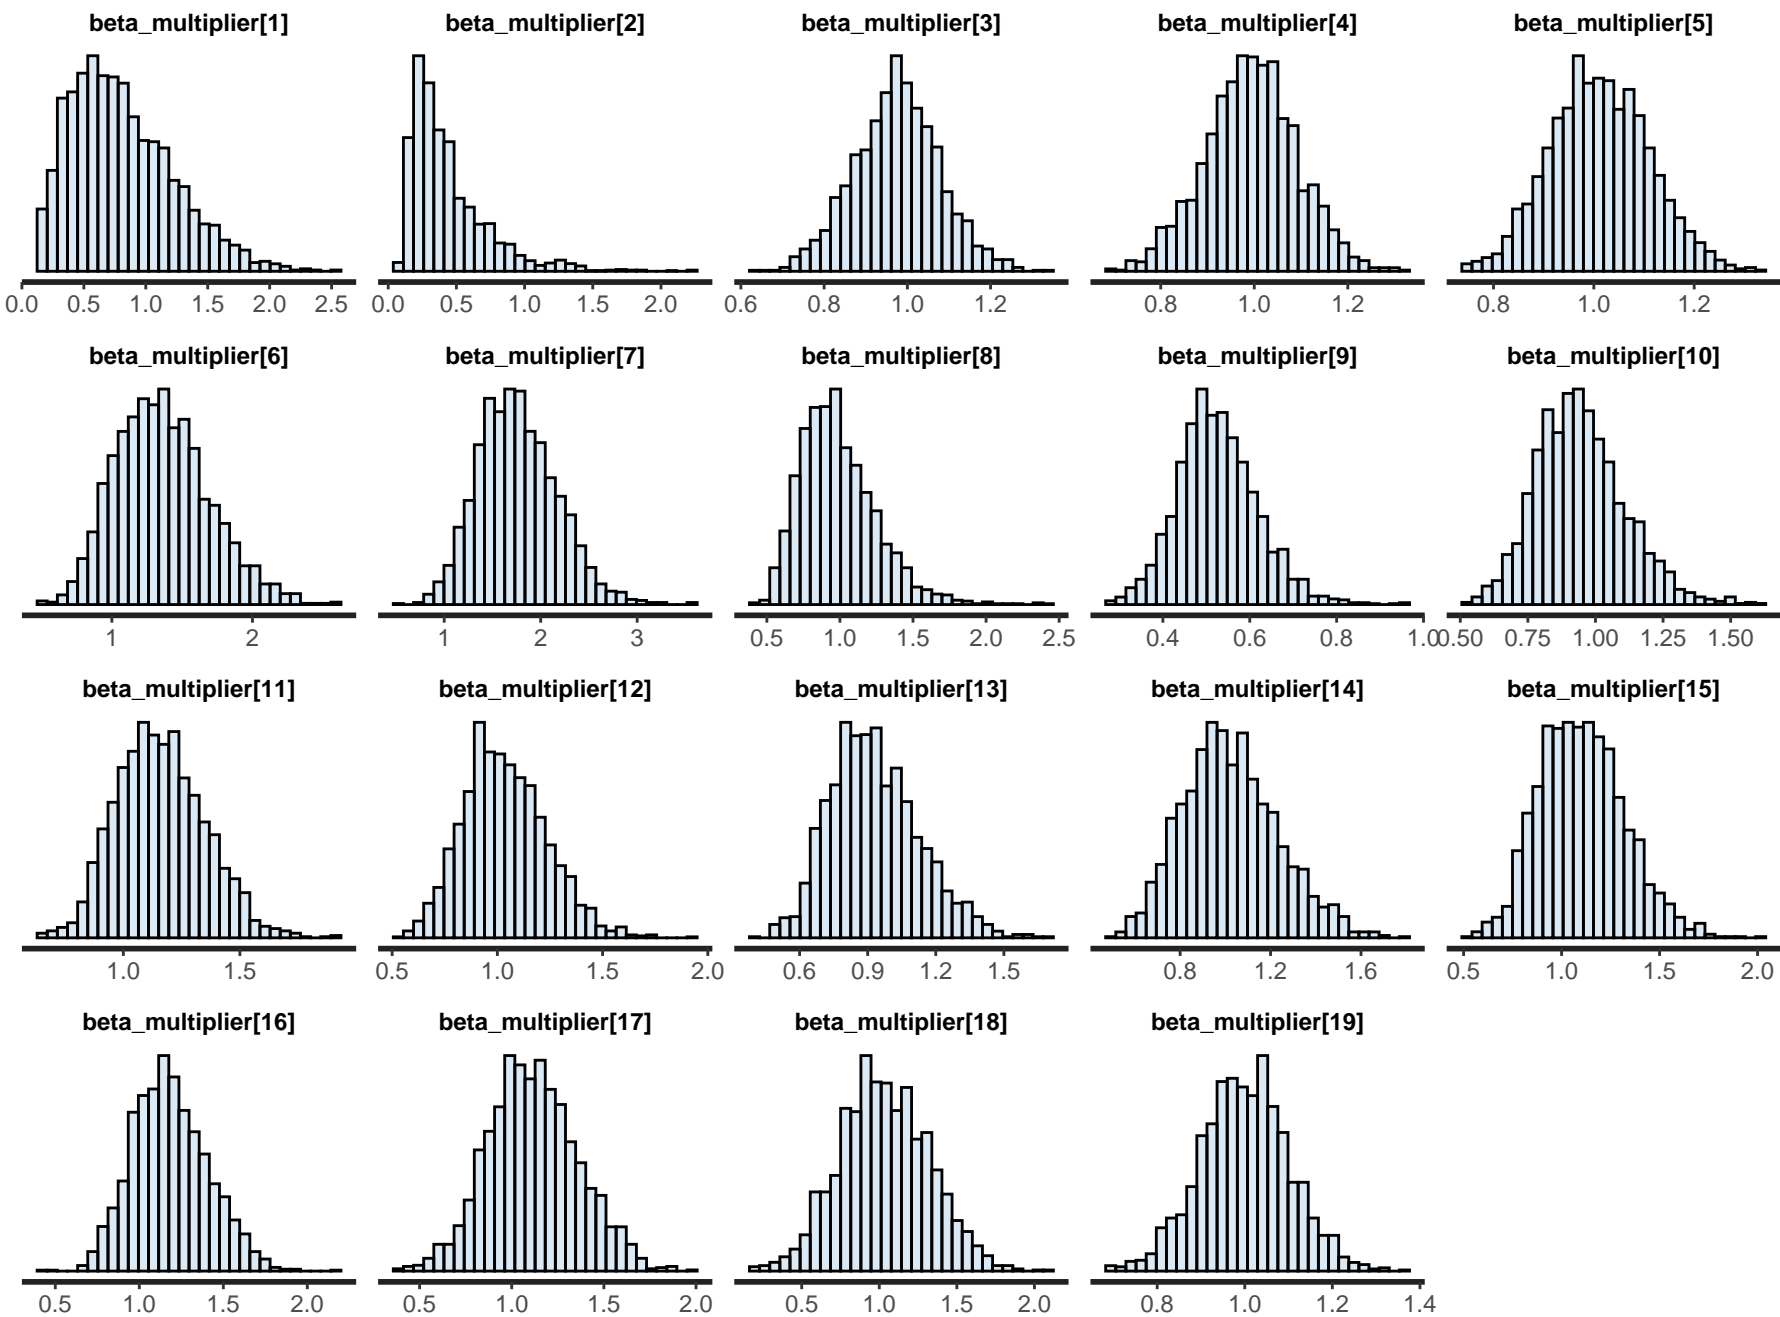 beta_multiplier[1] beta_multiplier[2] beta_multiplier[3] beta_multiplier[4] beta_multiplier[5]
0.0 0.5 1.0 1.5 2.0 2.5 0.0 0.5 1.0 1.5 2.0 0.6 0.8 1.0 1.2 0.8 1.0 1.2 0.8 1.0 1.2
beta_multiplier[6] beta_multiplier[7] beta_multiplier[8] beta_multiplier[9] beta_multiplier[10]
1 2 1 2 3 0.5 1.0 1.5 2.0 2.5 0.4 0.6 0.8 1.0 0.50 0.75 1.00 1.25 1.50
beta_multiplier[11] beta_multiplier[12] beta_multiplier[13] beta_multiplier[14] beta_multiplier[15]
1.0 1.5 0.5 1.0 1.5 2.0 0.6 0.9 1.2 1.5 0.8 1.2 1.6 0.5 1.0 1.5 2.0
beta_multiplier[16] beta_multiplier[17] beta_multiplier[18] beta_multiplier[19]
0.5 1.0 1.5 2.0 0.5 1.0 1.5 2.0 0.5 1.0 1.5 2.0 0.8 1.0 1.2 1.4